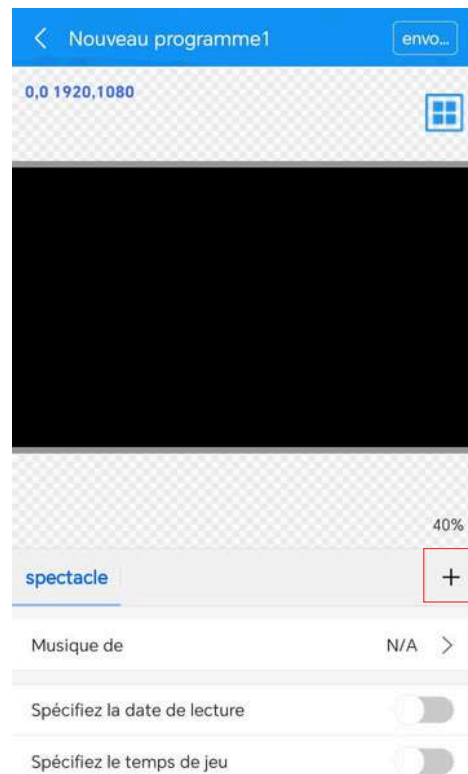 Nouveau programme1
envo...
0,0 1920,1080
40%
spectacle
+
Musique de
N/A
Spécifiez la date de lecture
Spécifiez le temps de jeu